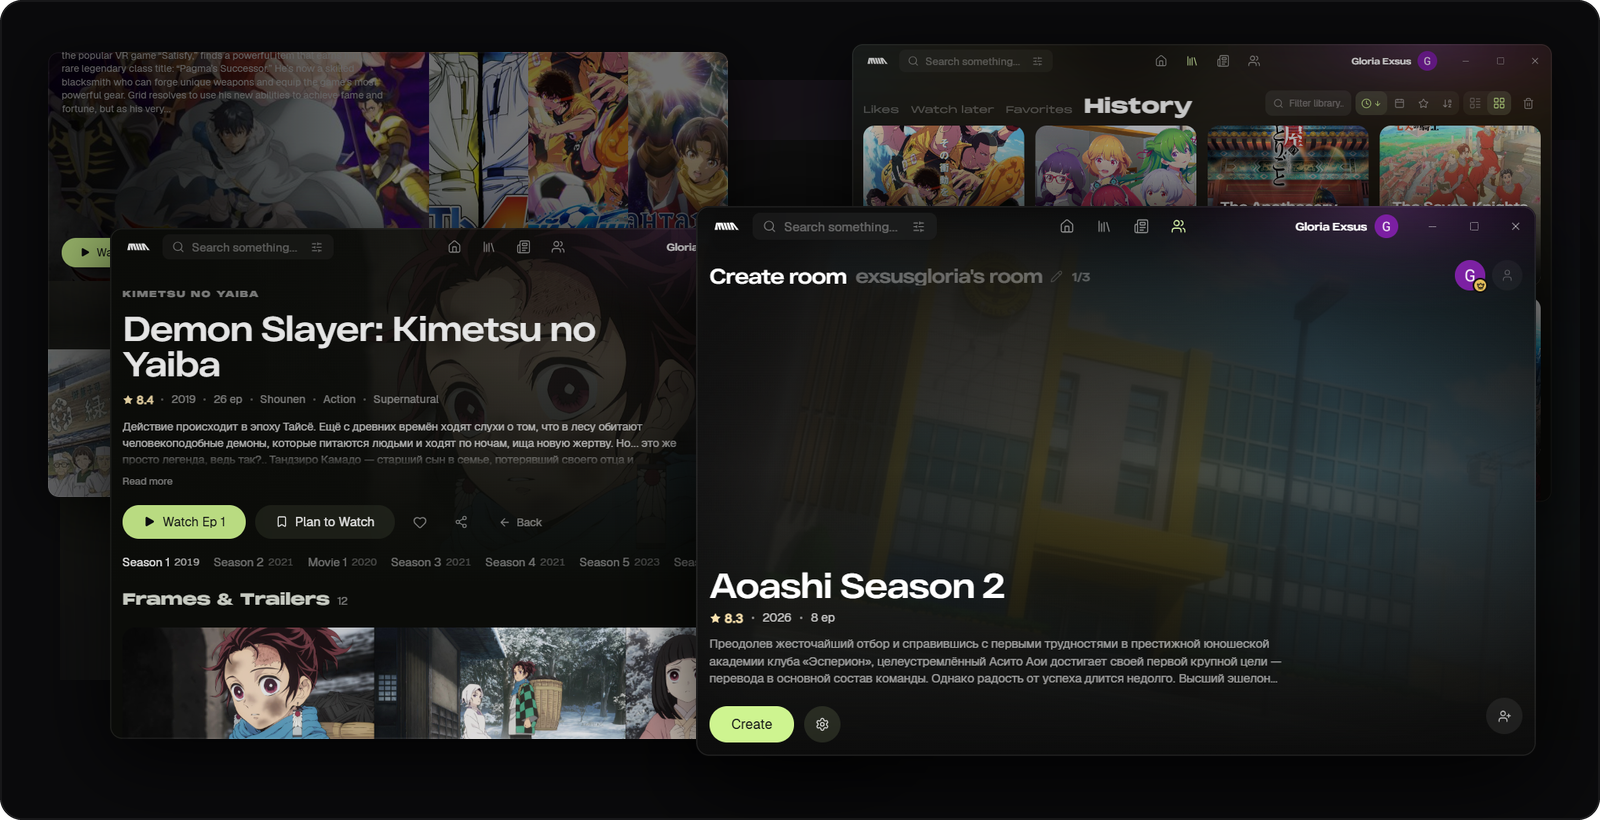 the popular VR game "Satisfy," finds a powerful item that
rare legendary class title: "Pagma's Successor." He's now a skilled
blacksmith who can forge unique weapons and equip the game's most
powerful gear. Grid resolves to use his new abilities to achieve fame and
fortune, but as his very...
Search something...
Gloria Exsus
G
Likes
Watch later
Favorites
History
Filter library..
その青
The Apothecary
The Seven Knights
Search something...
Gloria
KIMETSU NO YAIBA
Demon Slayer: Kimetsu no
Yaiba
8.4 · 2019 · 26 ep · Shounen · Action · Supernatural
Действие происходит в эпоху Тайсё. Ещё с древних времён ходят слухи о том, что в лесу обитают
человекоподобные демоны, которые питаются людьми и ходят по ночам, ища новую жертву. Но... это же
просто легенда, ведь так?.. Тандзиро Камадо — старший сын в семье, потерявший своего отца и
Read more
Watch Ep 1
Plan to Watch
Back
Season 1 2019
Season 2 2021
Movie 1 2020
Season 3 2021
Season 4 2021
Season 5 2023
Frames & Trailers 12
Search something...
Gloria Exsus
G
Create room
exsusgloria's room
1/3
G
Aoashi Season 2
8.3 · 2026 · 8 ep
Преодолев жесточайший отбор и справившись с первыми трудностями в престижной юношеской
академии клуба «Эсперион», целеустремлённый Асито Аои достигает своей первой крупной цели —
перевода в основной состав команды. Однако радость от успеха длится недолго. Высший эшелон...
Create